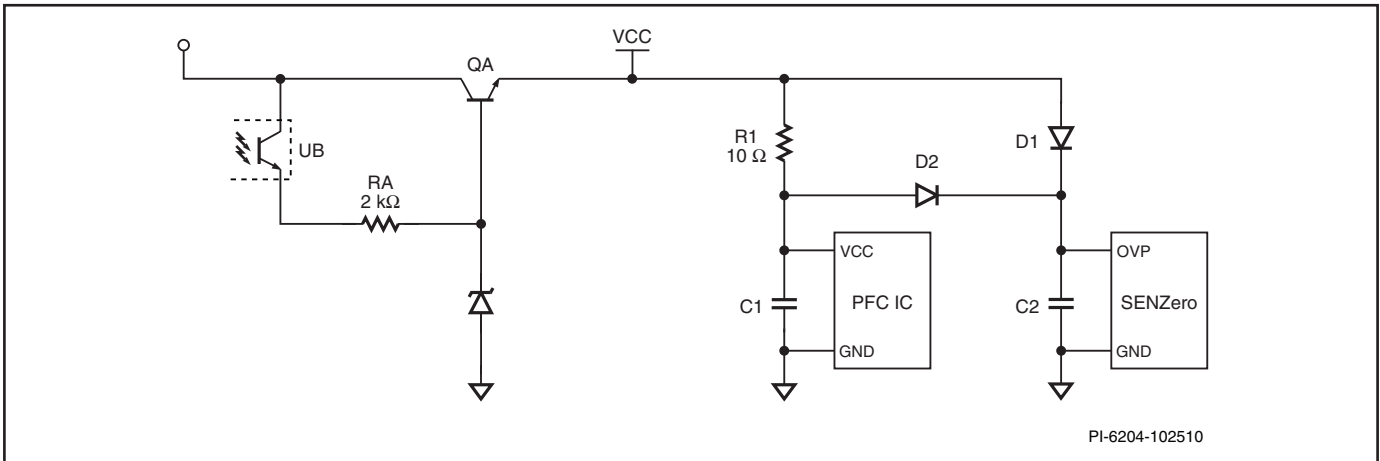 VCC
QA
UB
RA
2 kΩ
R1
10 Ω
D2
D1
VCC
PFC IC
GND
C1
OVP
SENZero
GND
C2
PI-6204-102510